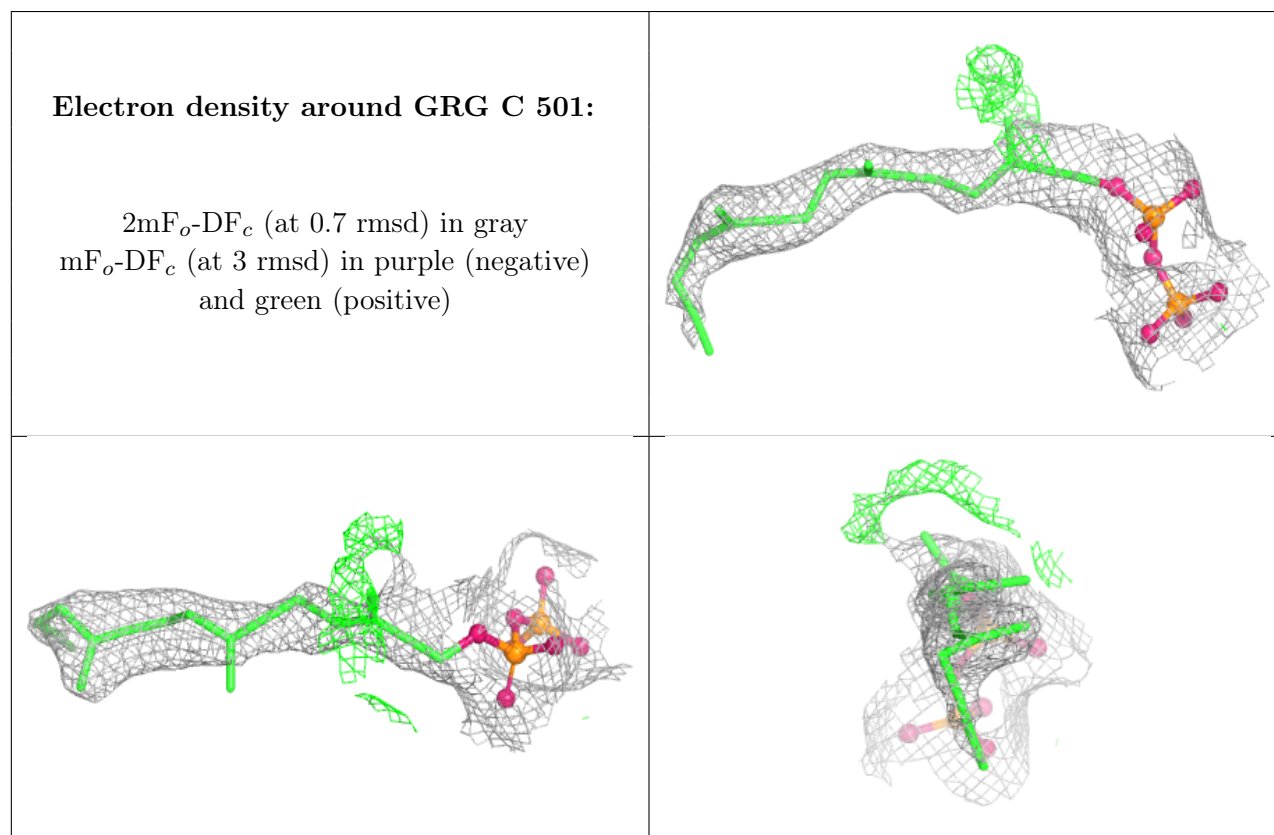 Electron density around GRG C 501:
2mFo-DFc (at 0.7 rmsd) in gray
mFo-DFc (at 3 rmsd) in purple (negative)
and green (positive)